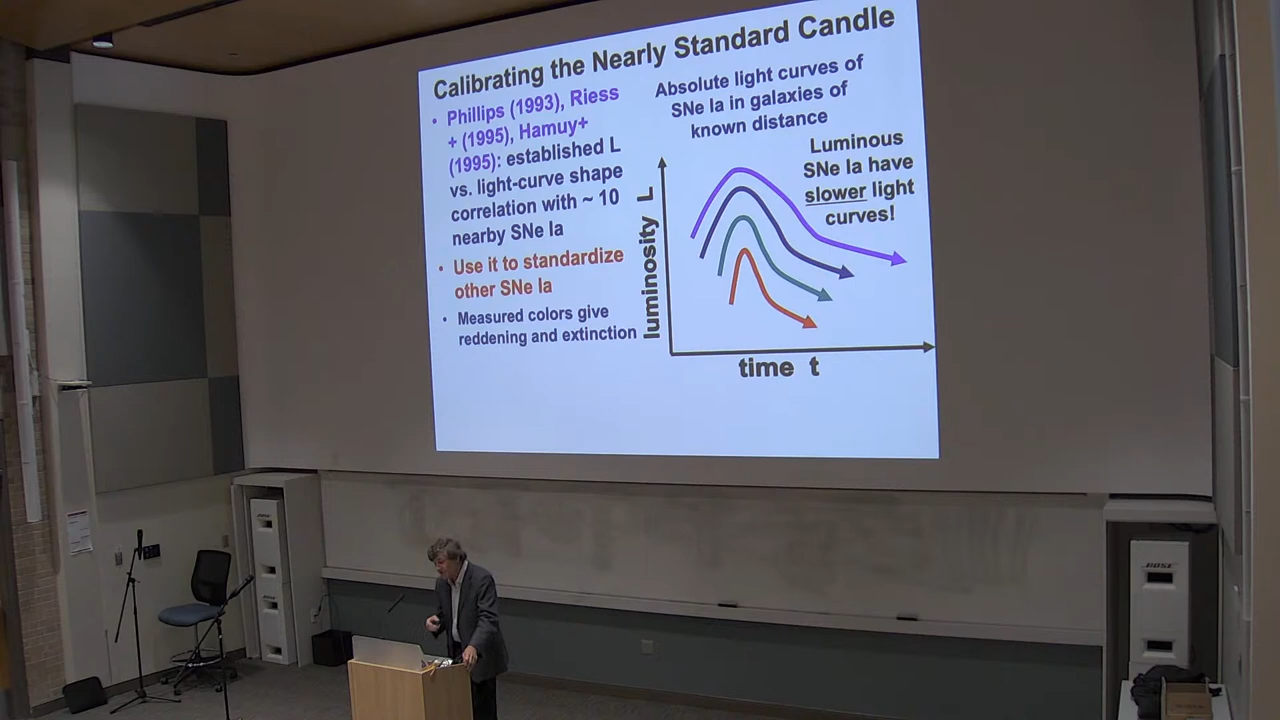 Calibrating the Nearly Standard Candle
• Phillips (1993), Riess
+ (1995), Hamuy+
(1995): established L
vs. light-curve shape
correlation with ~ 10
nearby SNe Ia
• Use it to standardize
other SNe Ia
• Measured colors give
reddening and extinction
Absolute light curves of
SNe Ia in galaxies of
known distance
Luminous
SNe Ia have
slower light
curves!
luminosity L
time t
BOSE
BOSE
BOSE